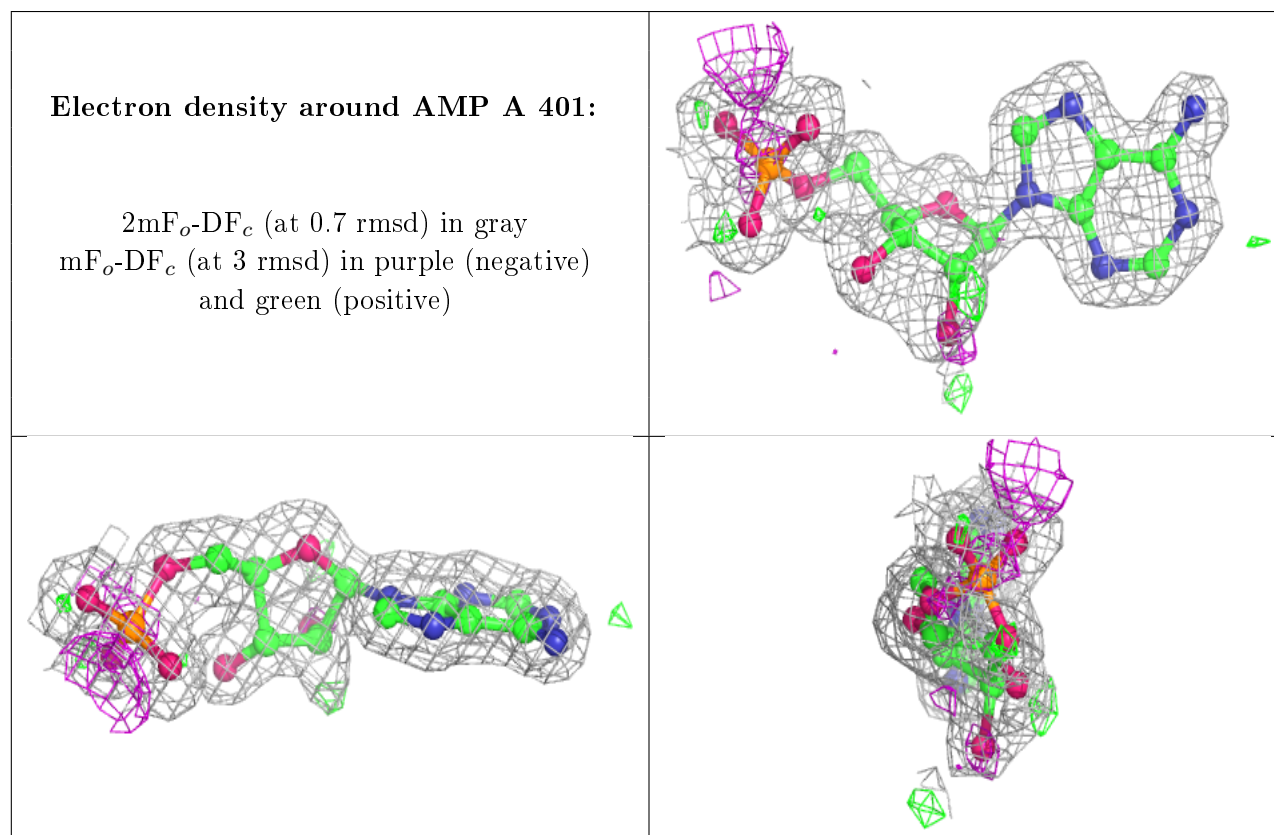 Electron density around AMP A 401:
2mFₒ-DF𝒸 (at 0.7 rmsd) in gray
mFₒ-DF𝒸 (at 3 rmsd) in purple (negative)
and green (positive)